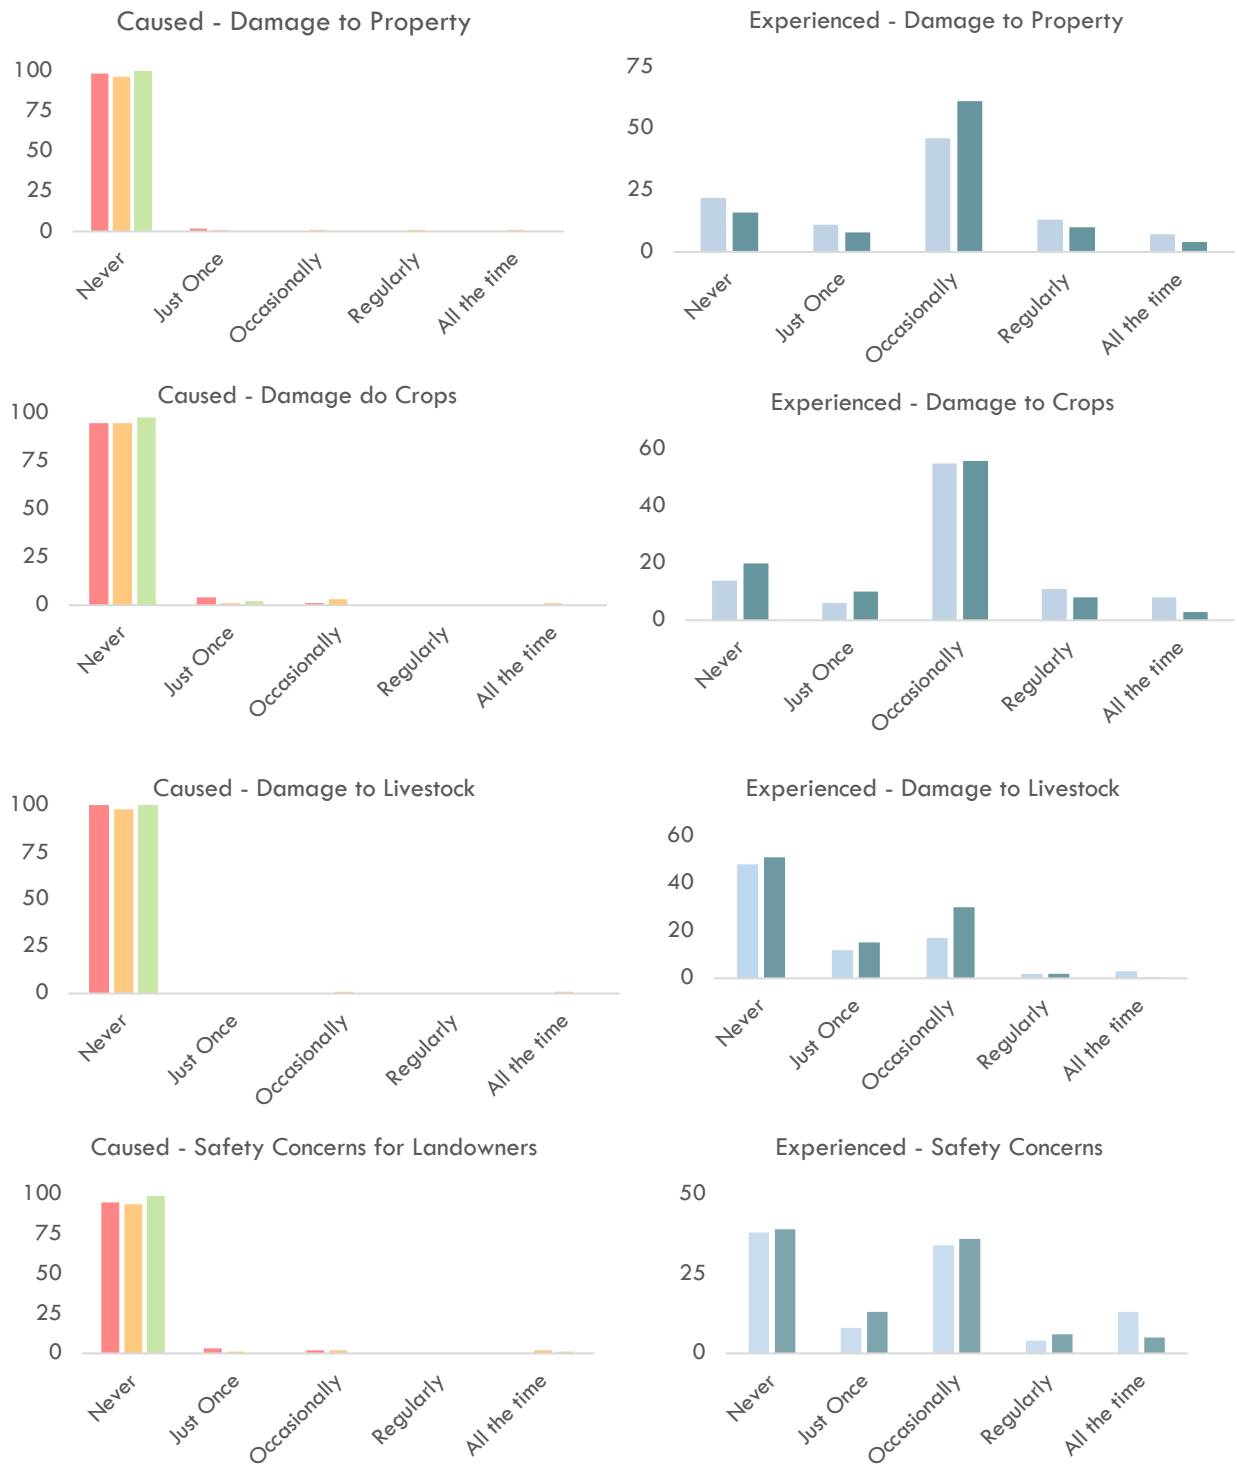 Caused - Damage to Property
100
75
50
25
0
Never
Just Once
Occasionally
Regularly
All the time
Experienced - Damage to Property
75
50
25
0
Never
Just Once
Occasionally
Regularly
All the time
Caused - Damage do Crops
100
75
50
25
0
Never
Just Once
Occasionally
Regularly
All the time
Experienced - Damage to Crops
60
40
20
0
Never
Just Once
Occasionally
Regularly
All the time
Caused - Damage to Livestock
100
75
50
25
0
Never
Just Once
Occasionally
Regularly
All the time
Experienced - Damage to Livestock
60
40
20
0
Never
Just Once
Occasionally
Regularly
All the time
Caused - Safety Concerns for Landowners
100
75
50
25
0
Never
Just Once
Occasionally
Regularly
All the time
Experienced - Safety Concerns
50
25
0
Never
Just Once
Occasionally
Regularly
All the time